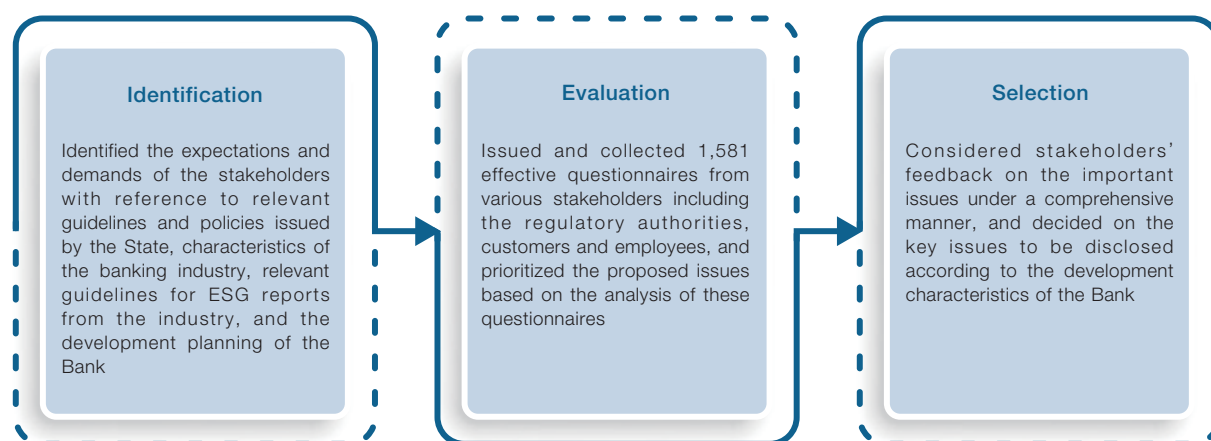 Identification
Identified the expectations and
demands of the stakeholders
with reference to relevant
guidelines and policies issued
by the State, characteristics of
the banking industry, relevant
guidelines for ESG reports
from the industry, and the
development planning of the
Bank
Evaluation
Issued and collected 1,581
effective questionnaires from
various stakeholders including
the regulatory authorities,
customers and employees, and
prioritized the proposed issues
based on the analysis of these
questionnaires
Selection
Considered stakeholders’
feedback on the important
issues under a comprehensive
manner, and decided on the
key issues to be disclosed
according to the development
characteristics of the Bank